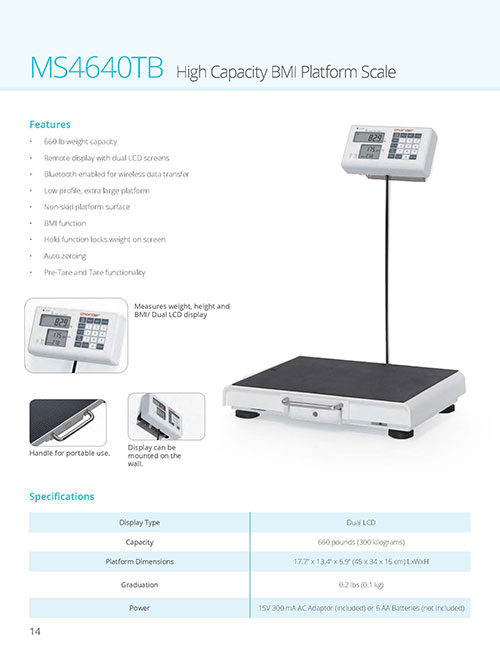 MS4640TB High Capacity BMI Platform Scale
Features
• 660 lb weight capacity
• Remote display with dual LCD screens
• Bluetooth enabled for wireless data transfer
• Low profile, extra large platform
• Non-skid platform surface
• BMI function
• Hold function locks weight on screen
• Auto zeroing
• Pre-Tare and Tare functionality
charder
829
Measures weight, height and
BMI/ Dual LCD display
Handle for portable use.
Display can be
mounted on the
wall.
Specifications
Display Type Dual LCD
Capacity 660 pounds (300 kilograms)
Platform Dimensions 17.7" x 13.4" x 5.9" (45 x 34 x 15 cm) LxWxH
Graduation 0.2 lbs (0.1 kg)
Power 15V 300 mA AC Adaptor (included) or 6 AA Batteries (not included)
14